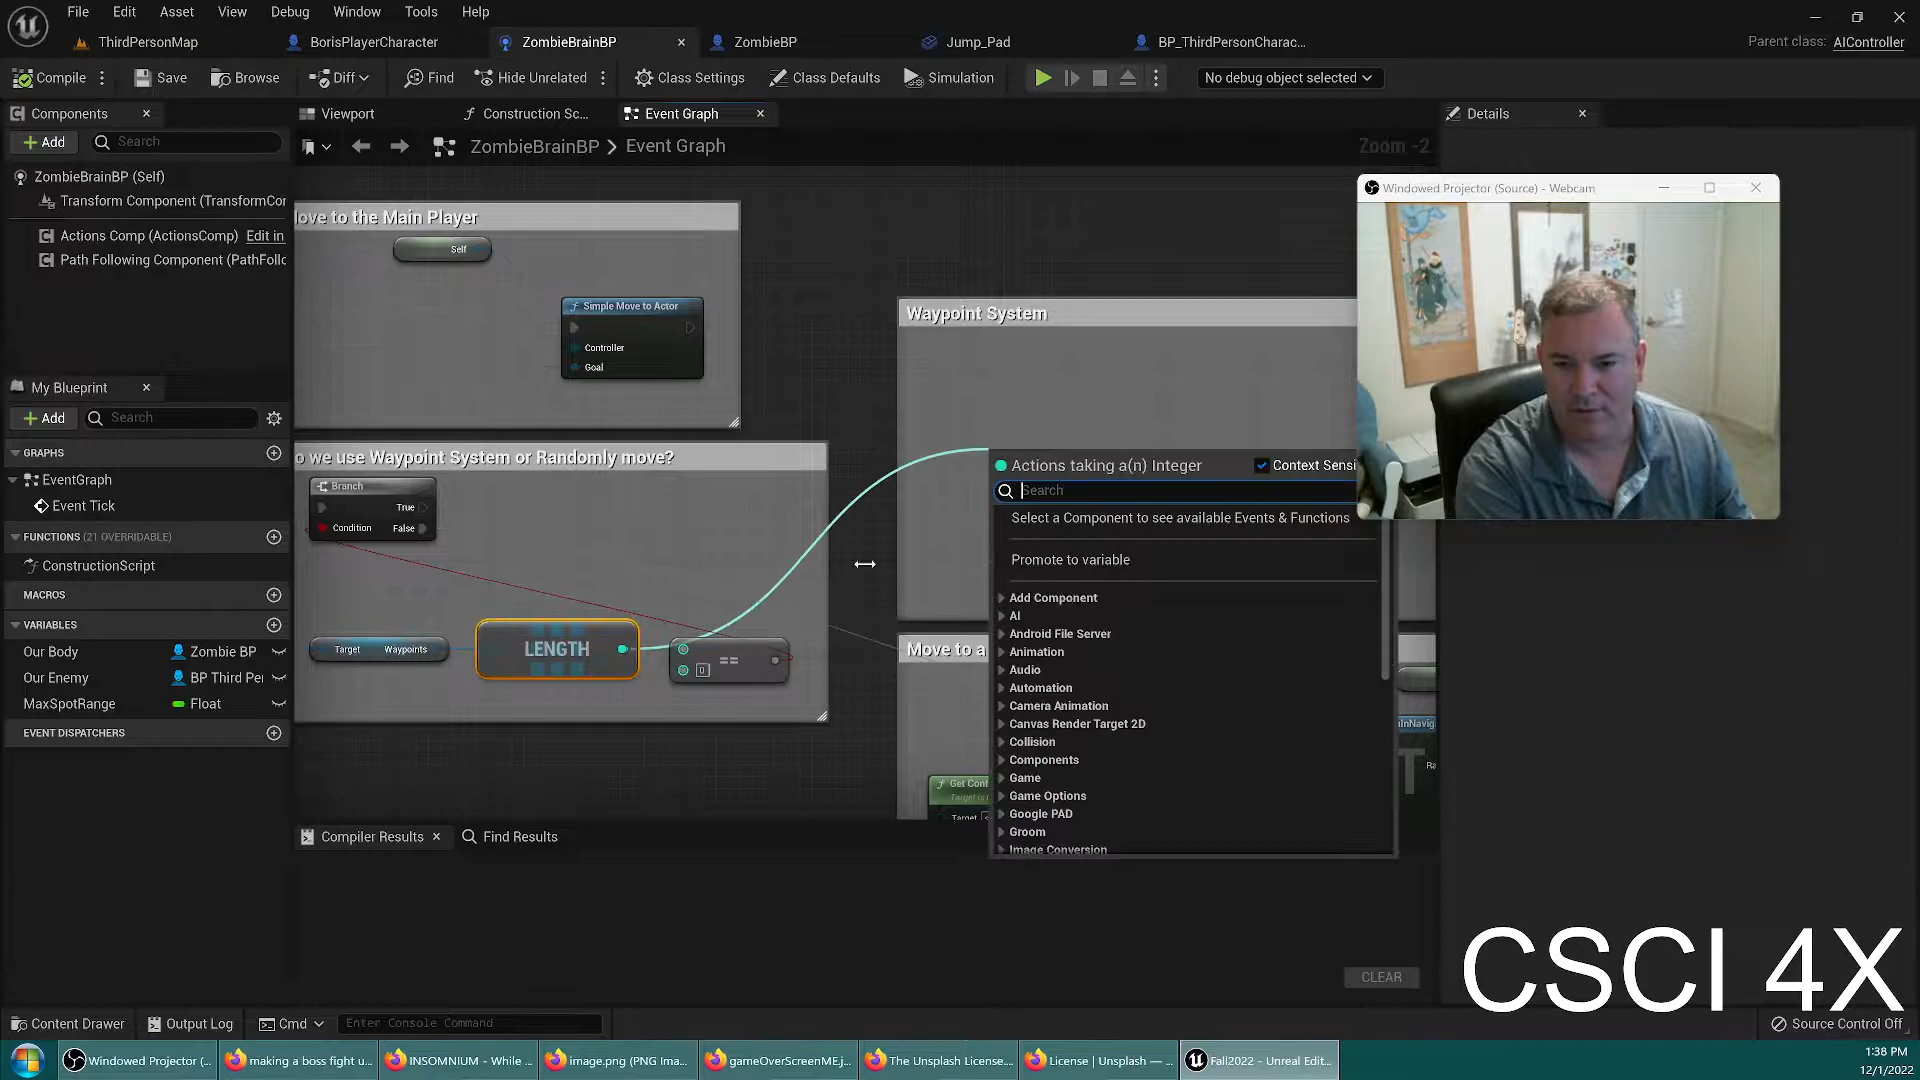 File Edit Asset View Debug Window Tools Help
ThirdPersonMap BorisPlayerCharacter ZombieBrainBP ZombieBP Jump_Pad BP_ThirdPersonCharac... Parent class: AIController
Compile Save Browse Diff Find Hide Unrelated Class Settings Class Defaults Simulation No debug object selected
Components Viewport Construction Sc... Event Graph Details
Add Search ZombieBrainBP Event Graph Zoom -2
ZombieBrainBP (Self)
Transform Component (TransformCor
Actions Comp (ActionsComp) Edit in
Path Following Component (PathFollc
Windowed Projector (Source) - Webcam
love to the Main Player
Self
Simple Move to Actor
Controller
Goal
Waypoint System
My Blueprint
Add Search
GRAPHS
EventGraph
Event Tick
FUNCTIONS (21 OVERRIDABLE)
ConstructionScript
MACROS
VARIABLES
Our Body Zombie BP
Our Enemy BP Third Per
MaxSpotRange Float
EVENT DISPATCHERS
o we use Waypoint System or Randomly move?
Branch
True
Condition False
Target Waypoints
LENGTH
0 ==
Actions taking a(n) Integer Context Sensi
Search
Select a Component to see available Events & Functions
Promote to variable
Add Component
AI
Android File Server
Animation
Audio
Automation
Camera Animation
Canvas Render Target 2D
Collision
Components
Game
Game Options
Google PAD
Groom
Image Conversion
Move to a
Get Cont
Target
Compiler Results Find Results
CLEAR
CSCI 4X
Content Drawer Output Log Cmd Enter Console Command Source Control Off
Windowed Projector (... making a boss fight u... INSOMNIUM - While ... image.png (PNG Ima... gameOverScreenME.j... The Unsplash License... License | Unsplash —... Fall2022 - Unreal Edit...
1:38 PM
12/1/2022